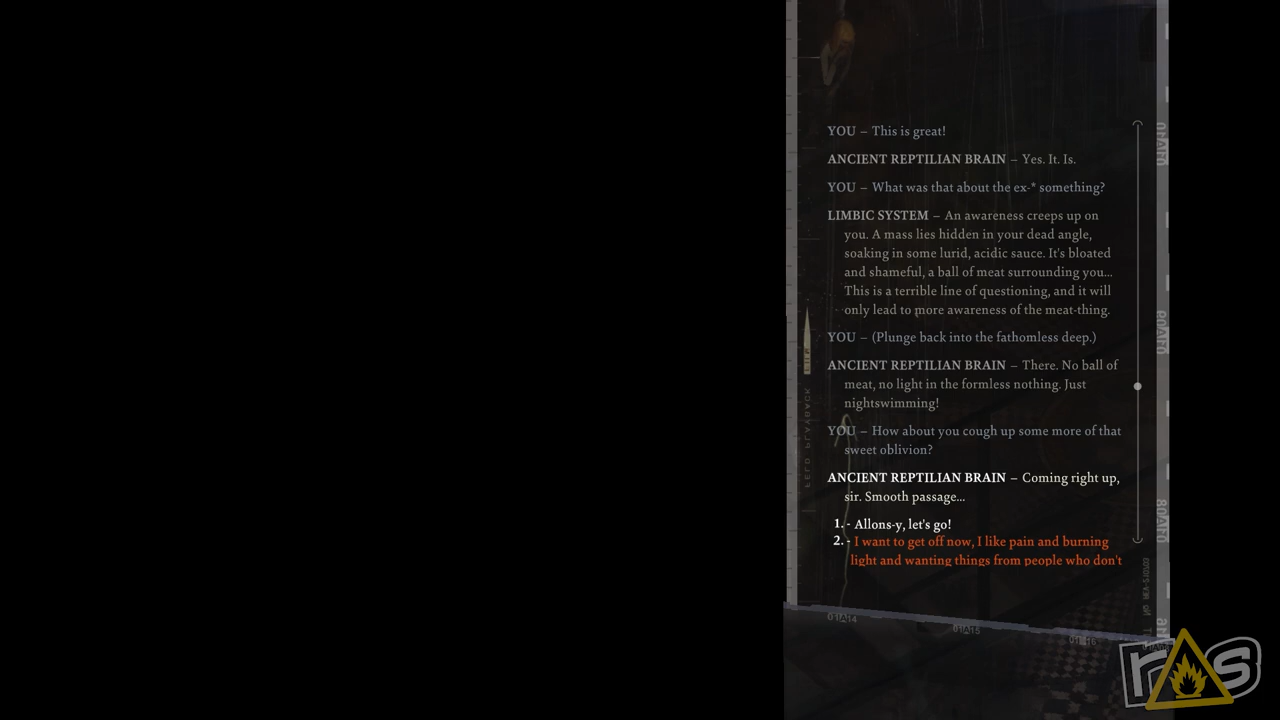 YOU – This is great!
ANCIENT REPTILIAN BRAIN – Yes. It. Is.
YOU – What was that about the ex-* something?
LIMBIC SYSTEM – An awareness creeps up on
you. A mass lies hidden in your dead angle,
soaking in some lurid, acidic sauce. It's bloated
and shameful, a ball of meat surrounding you...
This is a terrible line of questioning, and it will
only lead to more awareness of the meat-thing.
YOU – (Plunge back into the fathomless deep.)
ANCIENT REPTILIAN BRAIN – There. No ball of
meat, no light in the formless nothing. Just
nightswimming!
YOU – How about you cough up some more of that
sweet oblivion?
ANCIENT REPTILIAN BRAIN – Coming right up,
sir. Smooth passage...
1. - Allons-y, let's go!
2. - I want to get off now, I like pain and burning
light and wanting things from people who don't
01A14
01A15
ras